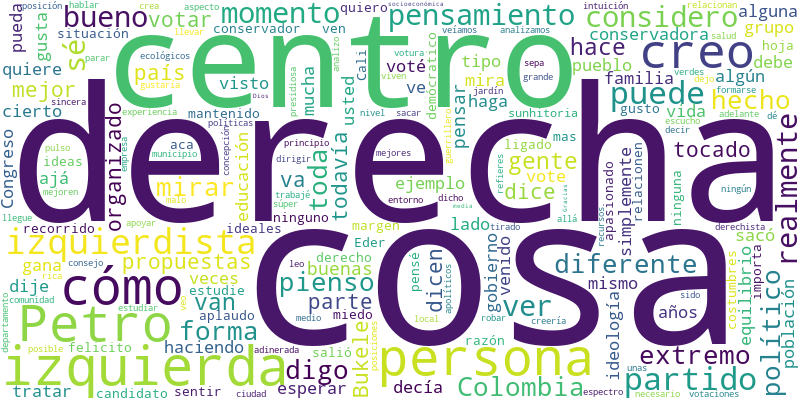 centro
derecha
cosa
bueno
momento
pensamiento
considero
creo
izquierda
izquierdista
Petro
persona
cómo
partido
realmente
político
puede
hecho
gente
Colombia
diferente
pienso
propuestas
organizado
mirar
extremo
digo
forma
Bukele
tocado
votar
país
sé
mejor
quiere
cierto
Congreso
ajá
ideas
recorrido
gana
dije
veces
van
haciendo
tratar
candidato
sentir
esperar
decía
dicen
ver
parte
buenas
ninguno
va
toda
todavía
usted
mucha
visto
mira
voté
ve
Cali
tipo
pensar
haga
ejemplo
dice
vote
ligado
lado
gobierno
venido
ideología
mismo
años
equilibrio
población
costumbres
importa
sacó
relacionen
simplemente
apasionado
ninguna
vida
familia
algún
debe
pueblo
hace
conservadora
alguna
grupo
hoja
pueda
gusta
situación
conservador
quiero
ven
democrático
educación
mantenido
aca
principio
dirigir
ideales
derecho
margen
Eder
miedo
salió
medio
razón
aplaudo
felicito
estudie
estudiar
apoyar
consejo
rica
malo
trabajé
súper
empresa
municipio
concepción
políticas
experiencia
sincera
parar
ecológicos
llevar
aspecto
hablar
oposición
crea
gustaría
Dios
viven
analizo
presidiosa
votura
veíamos
analizamos
socioeconómica
intuición
relacionan
salud
verdes
dejo
formarse
sepa
grande
jardín
sunhitoria
gusto
nivel
sacar
mejores
entorno
dicho
guerrillero
refieres
Gracias
allá
tirado
mas
escucho
decir
adelante
dé
ningún
derechista
recursos
sido
creería
espectro
unas
necesario
votaciones
robar
local
apolíticos
media
pensé
leo
posiciones
adinerada
ciudad
posible
comunidad
departamento
llegue
mejoren
pulso